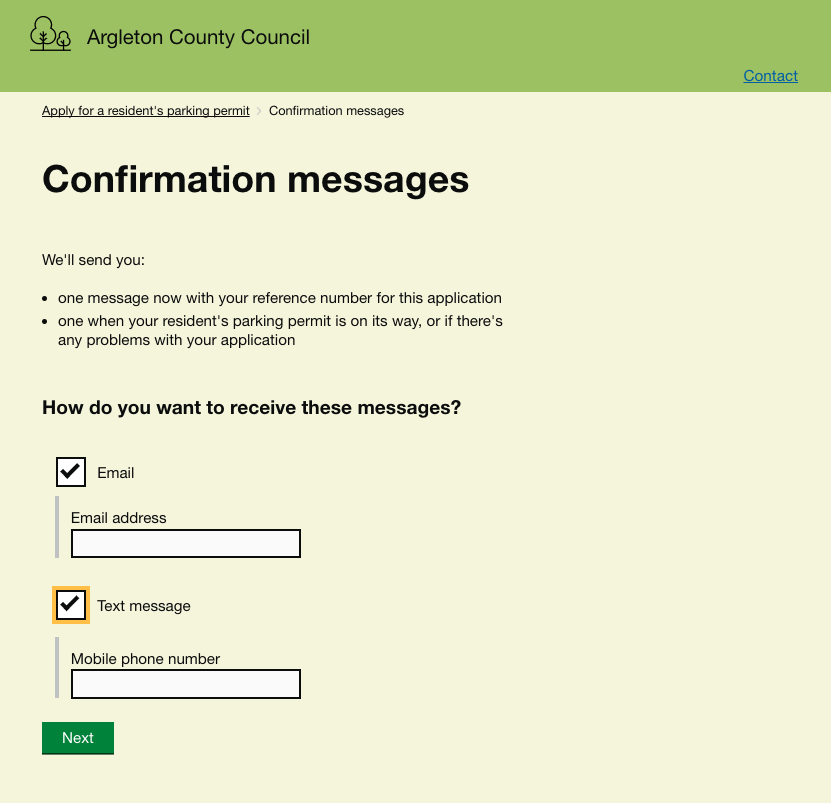 Argleton County Council
Contact
Apply for a resident's parking permit › Confirmation messages
Confirmation messages
We'll send you:
• one message now with your reference number for this application
• one when your resident's parking permit is on its way, or if there's
any problems with your application
How do you want to receive these messages?
Email
Email address
Text message
Mobile phone number
Next